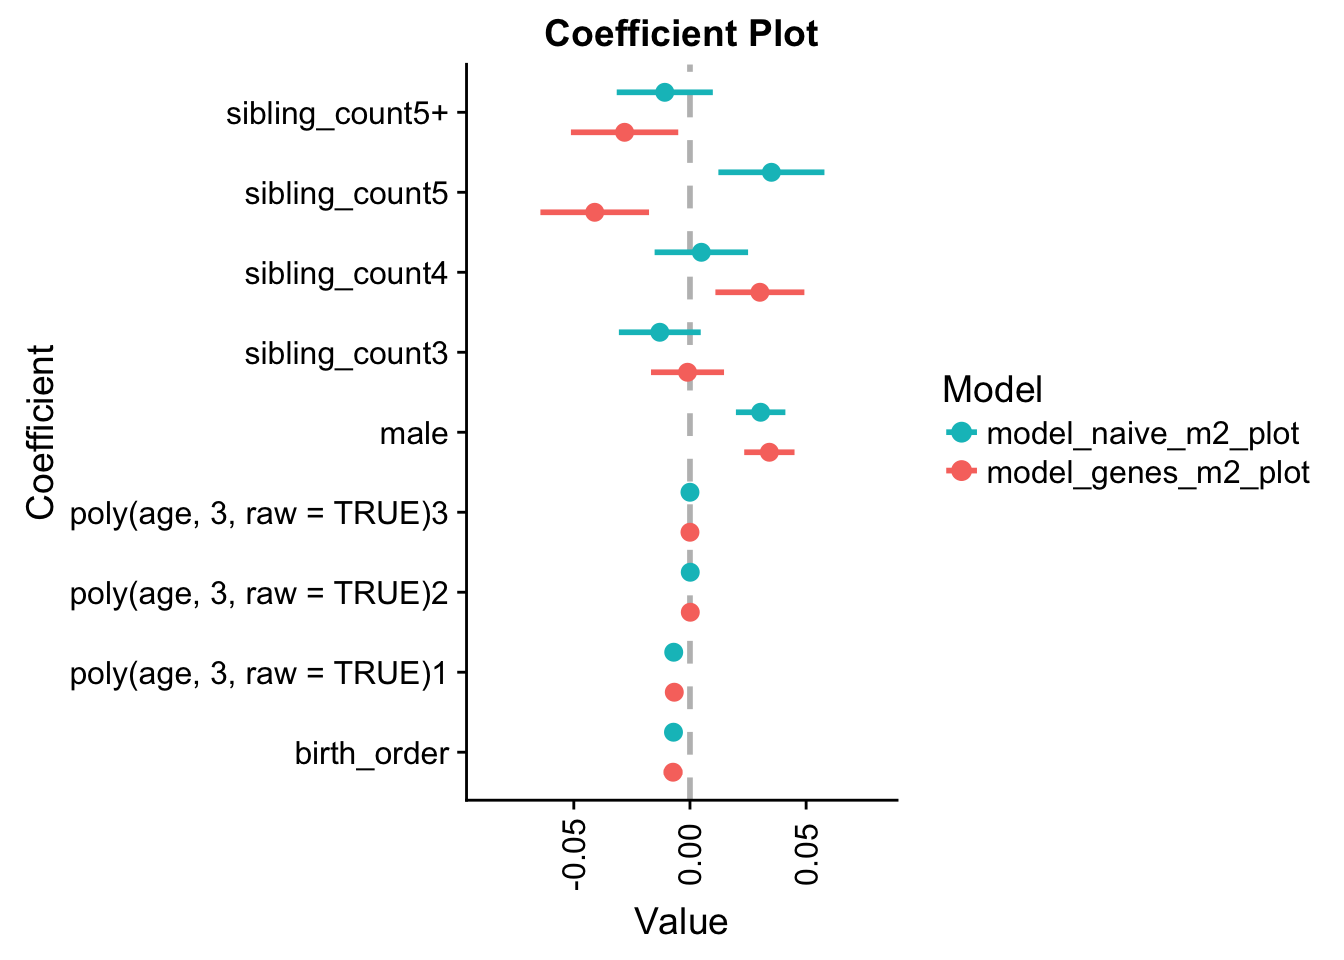 Coefficient Plot
sibling_count5+
sibling_count5
sibling_count4
sibling_count3
male
poly(age, 3, raw = TRUE)3
poly(age, 3, raw = TRUE)2
poly(age, 3, raw = TRUE)1
birth_order
Coefficient
-0.05
0.00
0.05
Value
Model
model_naive_m2_plot
model_genes_m2_plot